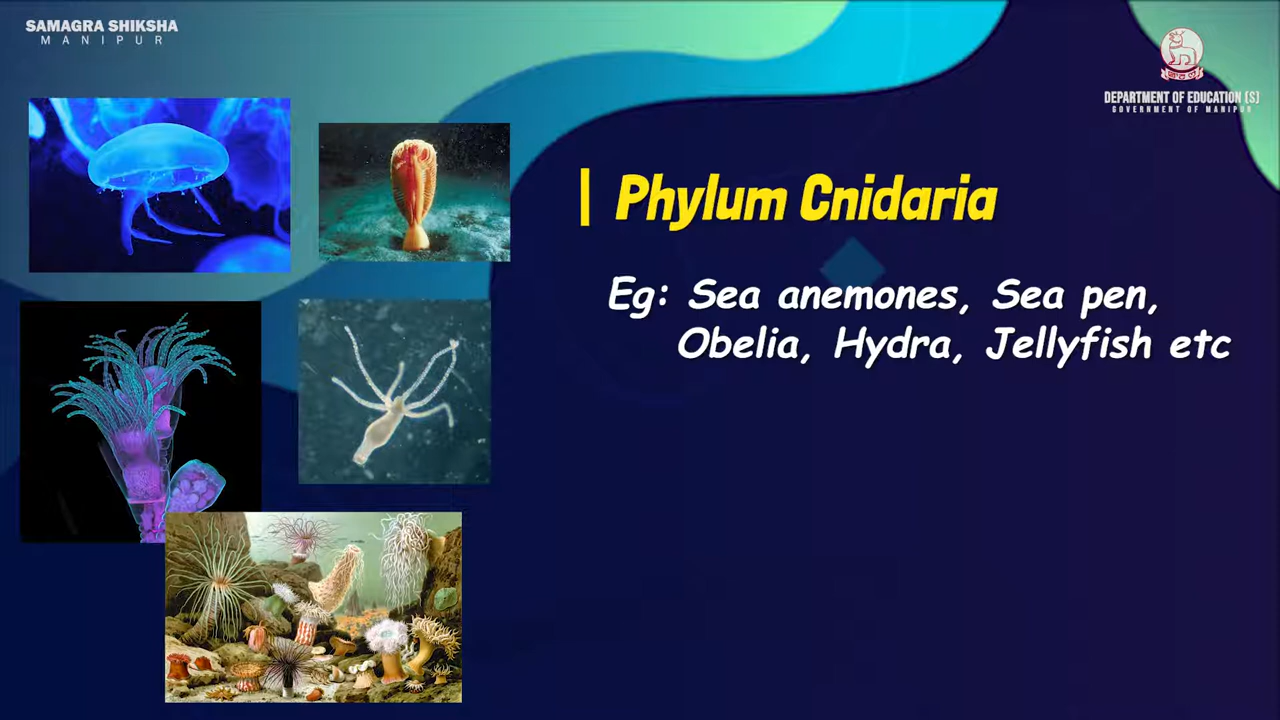 SAMAGRA SHIKSHA
MANIPUR
DEPARTMENT OF EDUCATION (S)
GOVERNMENT OF MANIPUR
Phylum Cnidaria
Eg: Sea anemones, Sea pen,
Obelia, Hydra, Jellyfish etc